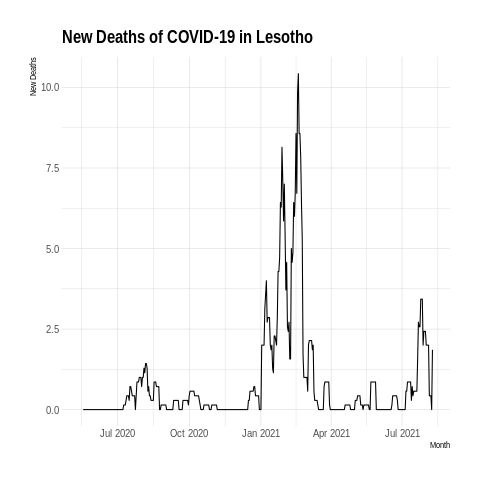 New Deaths of COVID-19 in Lesotho
New Deaths
10.0
7.5
5.0
2.5
0.0
Jul 2020 Oct 2020 Jan 2021 Apr 2021 Jul 2021
Month